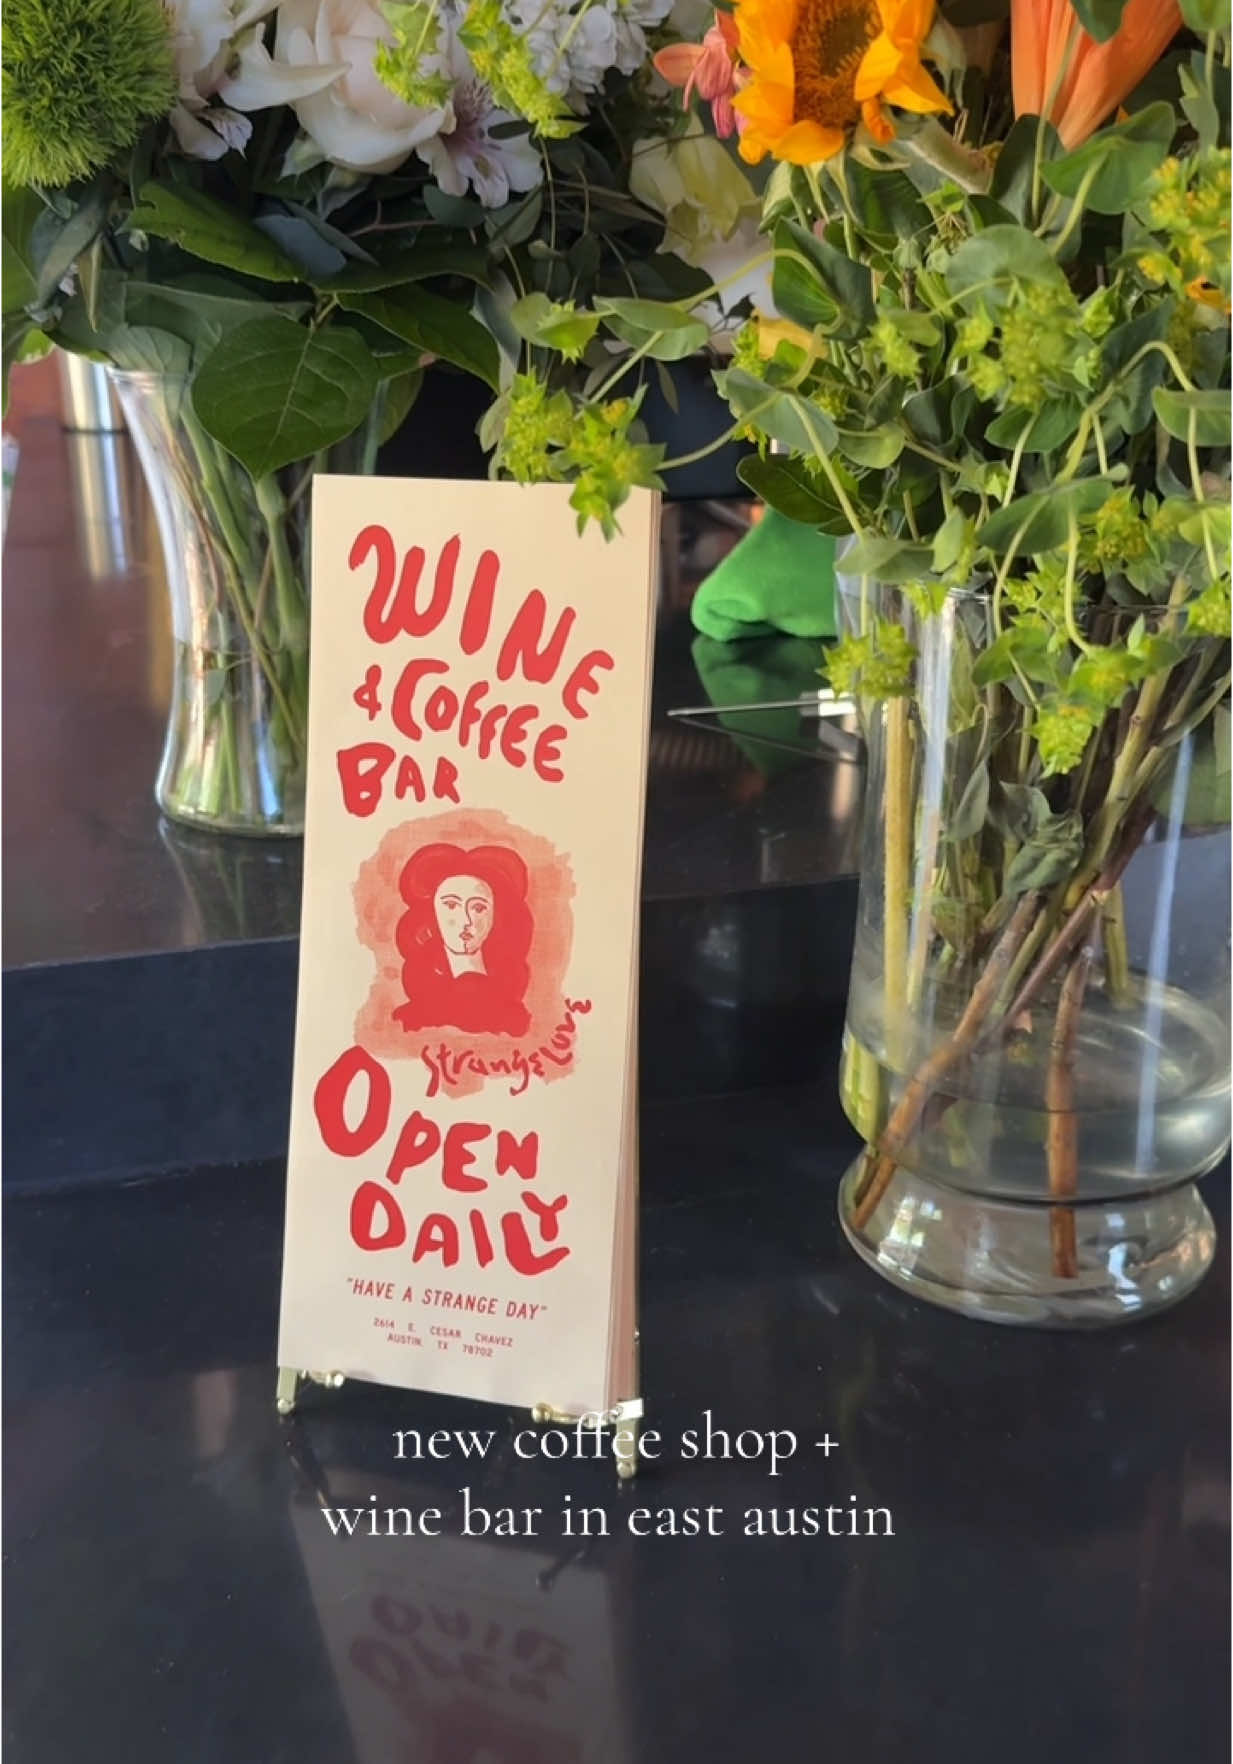 WINE
& COFFEE
BAR
StrangeLove
OPEN
DAILY
"HAVE A STRANGE DAY"
2614 E. CESAR CHAVEZ
AUSTIN TX 78702
new coffee shop +
wine bar in east austin